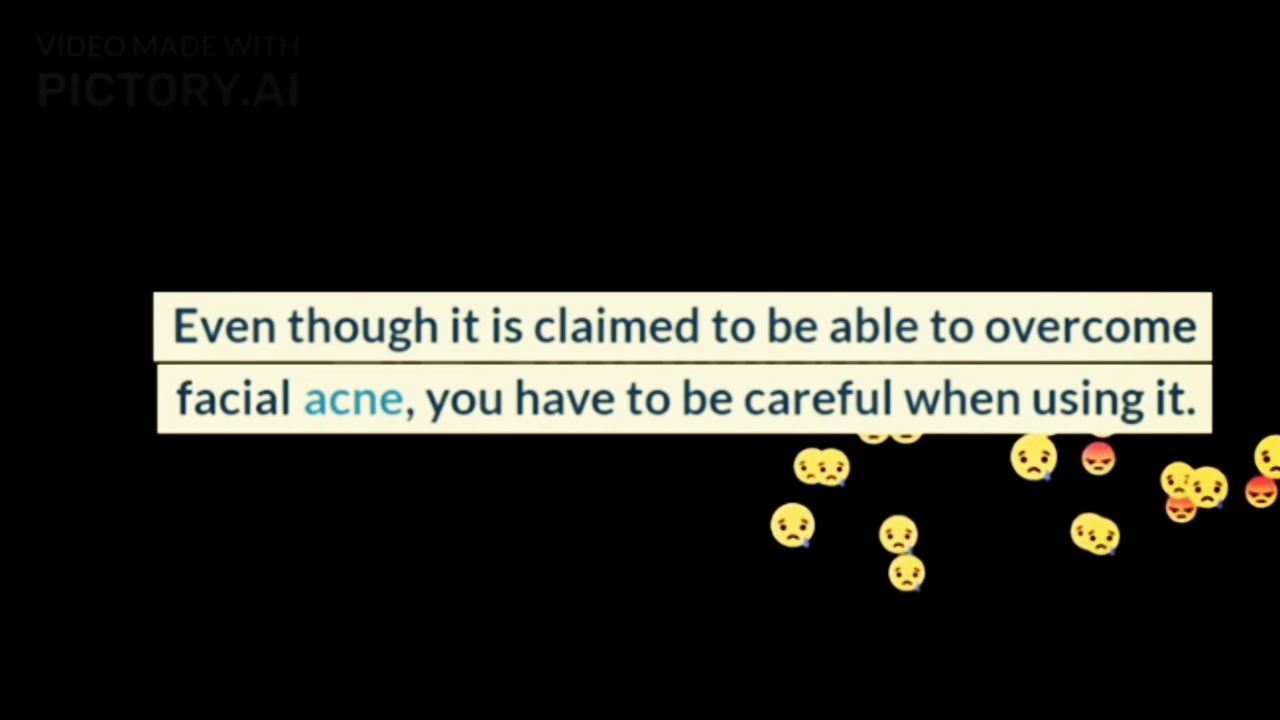 VIDEO MADE WITH
PICTORY.AI
Even though it is claimed to be able to overcome
facial acne, you have to be careful when using it.